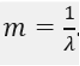 m = 1/λ.